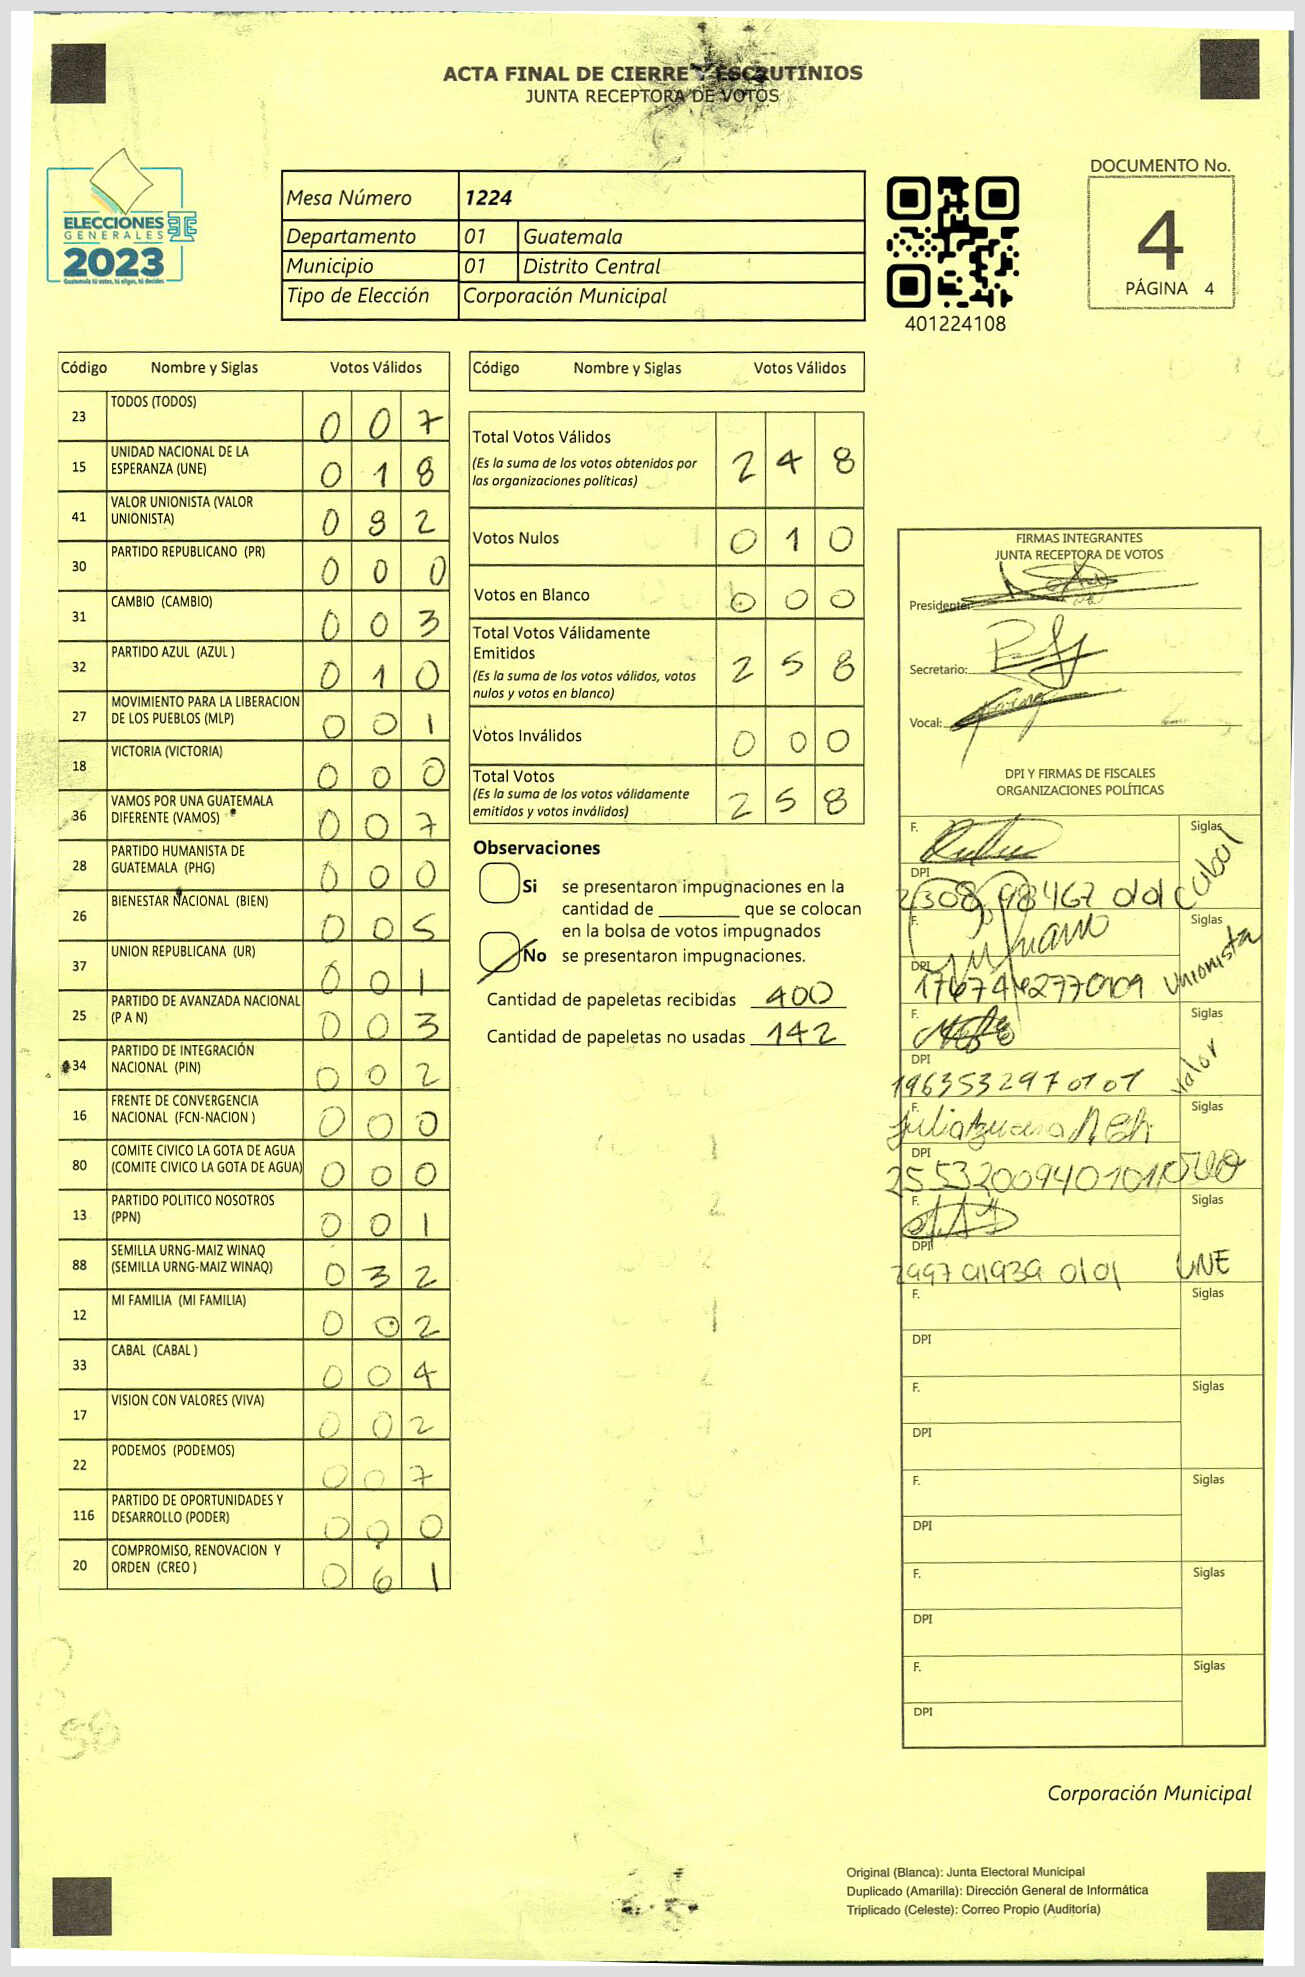 ACTA FINAL DE CIERRE Y ESCRUTINIOS
JUNTA RECEPTORA DE VOTOS
ELECCIONES
GENERALES
2023
Guatemala tú votas, tú eliges, tú decides
Mesa Número 1224
Departamento 01 Guatemala
Municipio 01 Distrito Central
Tipo de Elección Corporación Municipal
401224108
DOCUMENTO No.
4
PÁGINA 4
Código Nombre y Siglas Votos Válidos
23 TODOS (TODOS) 0 0 7
15 UNIDAD NACIONAL DE LA
ESPERANZA (UNE) 0 1 8
41 VALOR UNIONISTA (VALOR
UNIONISTA) 0 8 2
30 PARTIDO REPUBLICANO (PR) 0 0 0
31 CAMBIO (CAMBIO) 0 0 3
32 PARTIDO AZUL (AZUL ) 0 1 0
27 MOVIMIENTO PARA LA LIBERACION
DE LOS PUEBLOS (MLP) 0 0 1
18 VICTORIA (VICTORIA) 0 0 0
36 VAMOS POR UNA GUATEMALA
DIFERENTE (VAMOS) 0 0 7
28 PARTIDO HUMANISTA DE
GUATEMALA (PHG) 0 0 0
26 BIENESTAR NACIONAL (BIEN) 0 0 5
37 UNION REPUBLICANA (UR) 0 0 1
25 PARTIDO DE AVANZADA NACIONAL
(P A N) 0 0 3
34 PARTIDO DE INTEGRACIÓN
NACIONAL (PIN) 0 0 2
16 FRENTE DE CONVERGENCIA
NACIONAL (FCN-NACION ) 0 0 0
80 COMITE CIVICO LA GOTA DE AGUA
(COMITE CIVICO LA GOTA DE AGUA) 0 0 0
13 PARTIDO POLITICO NOSOTROS
(PPN) 0 0 1
88 SEMILLA URNG-MAIZ WINAQ
(SEMILLA URNG-MAIZ WINAQ) 0 3 2
12 MI FAMILIA (MI FAMILIA) 0 0 2
33 CABAL (CABAL ) 0 0 4
17 VISION CON VALORES (VIVA) 0 0 2
22 PODEMOS (PODEMOS) 0 0 7
116 PARTIDO DE OPORTUNIDADES Y
DESARROLLO (PODER) 0 0 0
20 COMPROMISO, RENOVACION Y
ORDEN (CREO ) 0 6 1
Código Nombre y Siglas Votos Válidos
Total Votos Válidos
(Es la suma de los votos obtenidos por
las organizaciones políticas) 2 4 8
Votos Nulos 0 1 0
Votos en Blanco 0 0 0
Total Votos Válidamente
Emitidos
(Es la suma de los votos válidos, votos
nulos y votos en blanco) 2 5 8
Votos Inválidos 0 0 0
Total Votos
(Es la suma de los votos válidamente
emitidos y votos inválidos) 2 5 8
Observaciones
Si se presentaron impugnaciones en la
cantidad de ________ que se colocan
en la bolsa de votos impugnados
No se presentaron impugnaciones.
Cantidad de papeletas recibidas 400
Cantidad de papeletas no usadas 142
FIRMAS INTEGRANTES
JUNTA RECEPTORA DE VOTOS
Presidente:
Secretario:
Vocal:
DPI Y FIRMAS DE FISCALES
ORGANIZACIONES POLÍTICAS
F. Siglas
DPI
F. Siglas
DPI Unionista
F. Siglas
DPI Valor
1963532970101
F. Siglas
DPI
F. Siglas
DPI UNE
F. Siglas
DPI
F. Siglas
DPI
F. Siglas
DPI
F. Siglas
DPI
F. Siglas
DPI
Corporación Municipal
Original (Blanca): Junta Electoral Municipal
Duplicado (Amarilla): Dirección General de Informática
Triplicado (Celeste): Correo Propio (Auditoría)